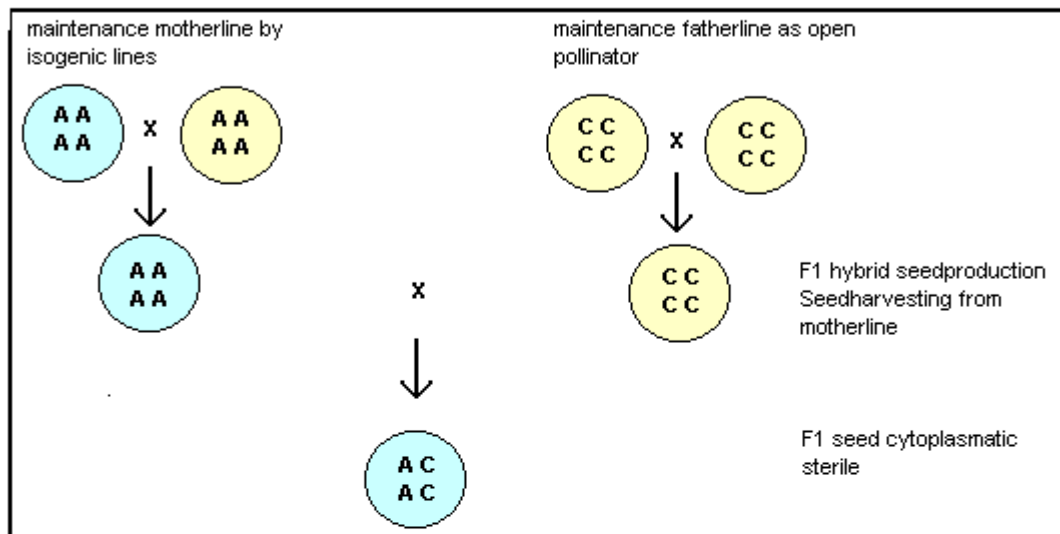 maintenance motherline by
isogenic lines
maintenance fatherline as open
pollinator
A A
A A
x
A A
A A
C C
C C
x
C C
C C
A A
A A
x
C C
C C
F1 hybrid seedproduction
Seedharvesting from
motherline
A C
A C
F1 seed cytoplasmatic
sterile